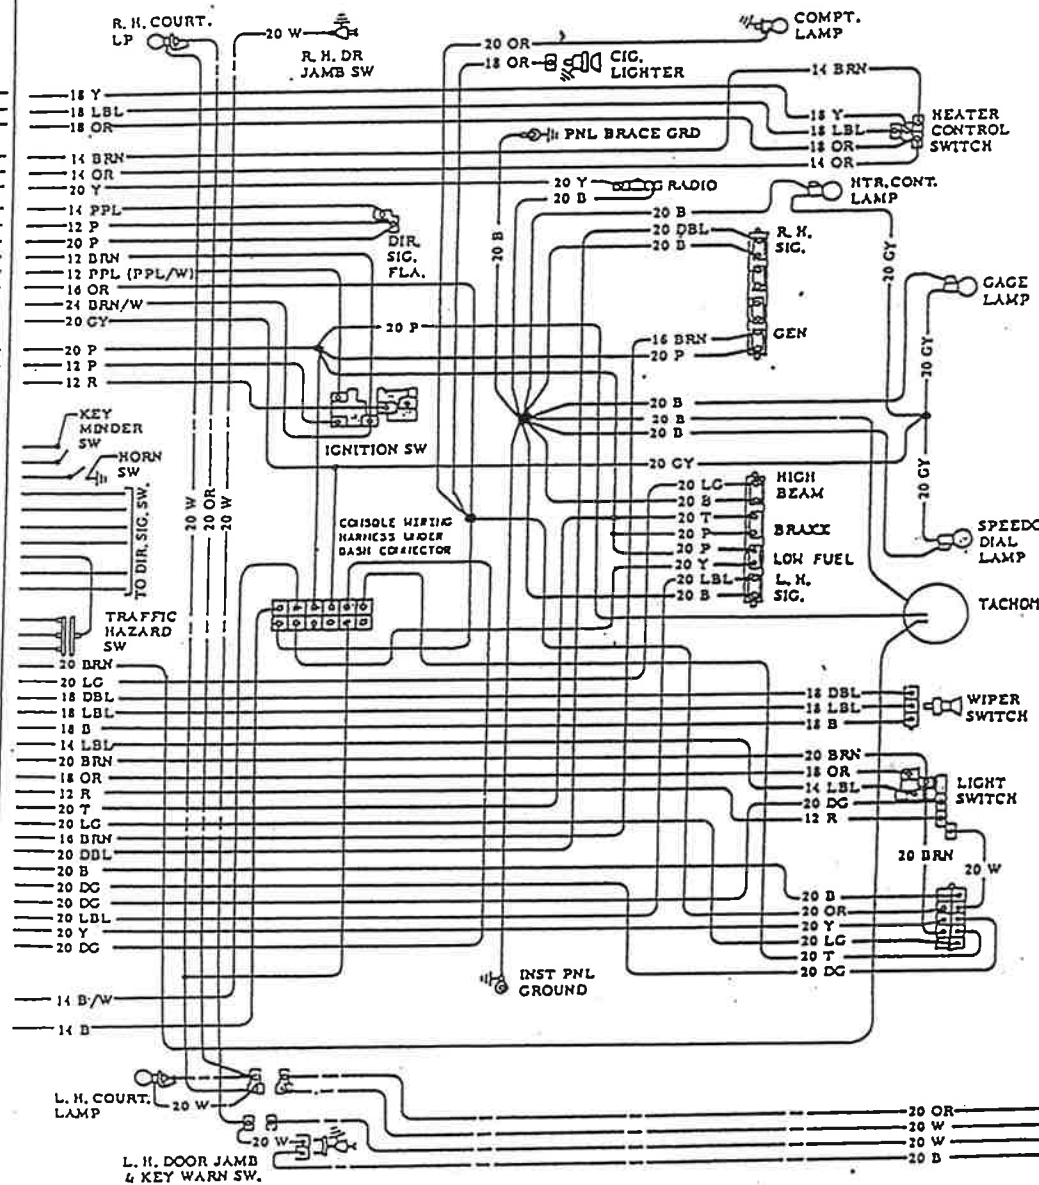 R. H. COURT.
LP
20 W
R. H. DR
JAMB SW
20 OR
18 OR
CIG.
LIGHTER
COMPT.
LAMP
14 BRN
18 Y
18 LBL
18 OR
14 BRN
14 OR
20 Y
14 PPL
12 P
20 P
12 BRN
12 PPL (PPL/W)
16 OR
24 BRN/W
20 GY
20 P
12 P
12 R
PNL BRACE GRD
18 Y
18 LBL
18 OR
14 OR
HEATER
CONTROL
SWITCH
20 Y
20 B
RADIO
HTR. CONT.
LAMP
20 B
20 DBL
20 B
R. H.
SIG.
DIR.
SIG.
FLA.
20 B
20 GY
GAGE
LAMP
20 P
16 BRN
20 P
GEN
20 GY
20 B
20 B
20 B
IGNITION SW
20 GY
KEY
MINDER
SW
HORN
SW
TO DIR. SIG. SW.
20 W
20 OR
20 W
20 LG
20 B
20 T
20 P
20 P
20 Y
20 LBL
20 B
HIGH
BEAM
BRAKE
LOW FUEL
L. H.
SIG.
20 GY
SPEEDO
DIAL
LAMP
CONSOLE WIRING
HARNESS UNDER
DASH CONNECTOR
TACHOM
TRAFFIC
HAZARD
SW
20 BRN
20 LG
18 DBL
18 LBL
18 B
14 LBL
20 BRN
18 OR
12 R
20 T
20 LG
16 BRN
20 DBL
20 B
20 DG
20 DG
20 LBL
20 Y
20 DG
14 B/W
14 B
18 DBL
18 LBL
18 B
WIPER
SWITCH
20 BRN
18 OR
14 LBL
20 DG
12 R
LIGHT
SWITCH
20 BRN
20 W
20 B
20 OR
20 Y
20 LG
20 T
20 DG
INST PNL
GROUND
L. H. COURT.
LAMP
20 W
20 W
L. H. DOOR JAMB
& KEY WARN SW.
20 OR
20 W
20 W
20 B